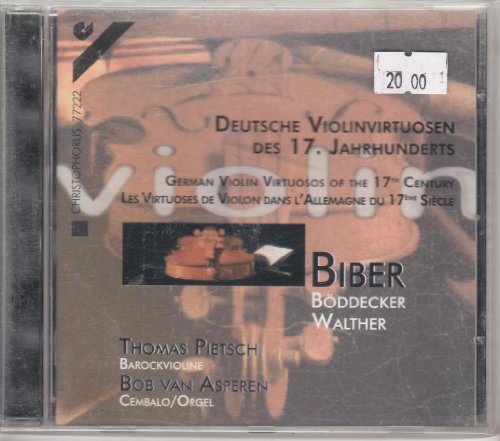 20 00
DEUTSCHE VIOLINVIRTUOSEN
DES 17. JAHRHUNDERTS
violin
GERMAN VIOLIN VIRTUOSOS OF THE 17TH CENTURY
LES VIRTUOSES DE VIOLON DANS L'ALLEMAGNE DU 17ÈME SIÈCLE
BIBER
BÖDDECKER
WALTHER
THOMAS PIETSCH
BAROCKVIOLINE
BOB VAN ASPEREN
CEMBALO/ORGEL
CHRISTOPHORUS 77222